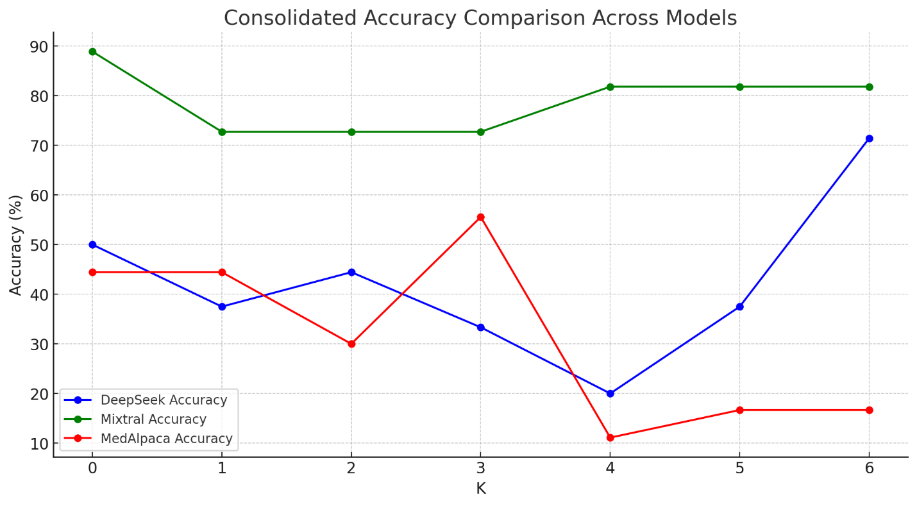 Consolidated Accuracy Comparison Across Models
90
80
70
60
50
40
30
20
10
Accuracy (%)
DeepSeek Accuracy
Mixtral Accuracy
MedAlpaca Accuracy
0 1 2 3 4 5 6
K